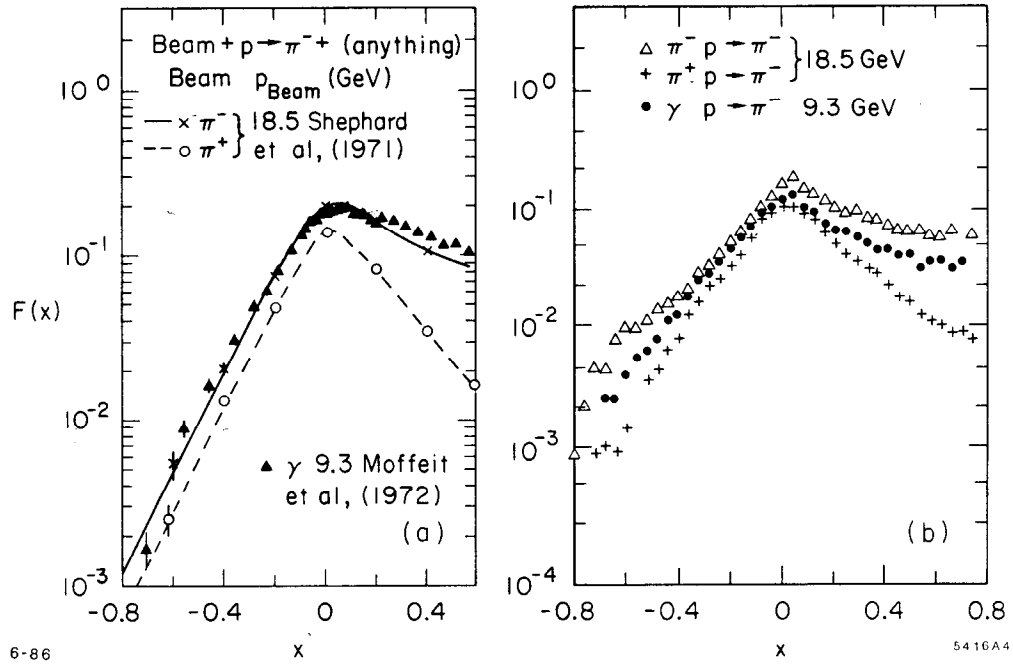 Beam + p → π⁻ + (anything)
Beam p_Beam (GeV)
—×π⁻ } 18.5 Shephard
--○π⁺ et al, (1971)
▲ γ 9.3 Moffeit
et al, (1972)
(a)
F(x)
10⁰
10⁻¹
10⁻²
10⁻³
-0.8
-0.4
0
0.4
x
△ π⁻ p → π⁻ } 18.5 GeV
+ π⁺ p → π⁻
● γ p → π⁻ 9.3 GeV
(b)
10⁰
10⁻¹
10⁻²
10⁻³
10⁻⁴
-0.8
-0.4
0
0.4
0.8
x
6-86
5416A4